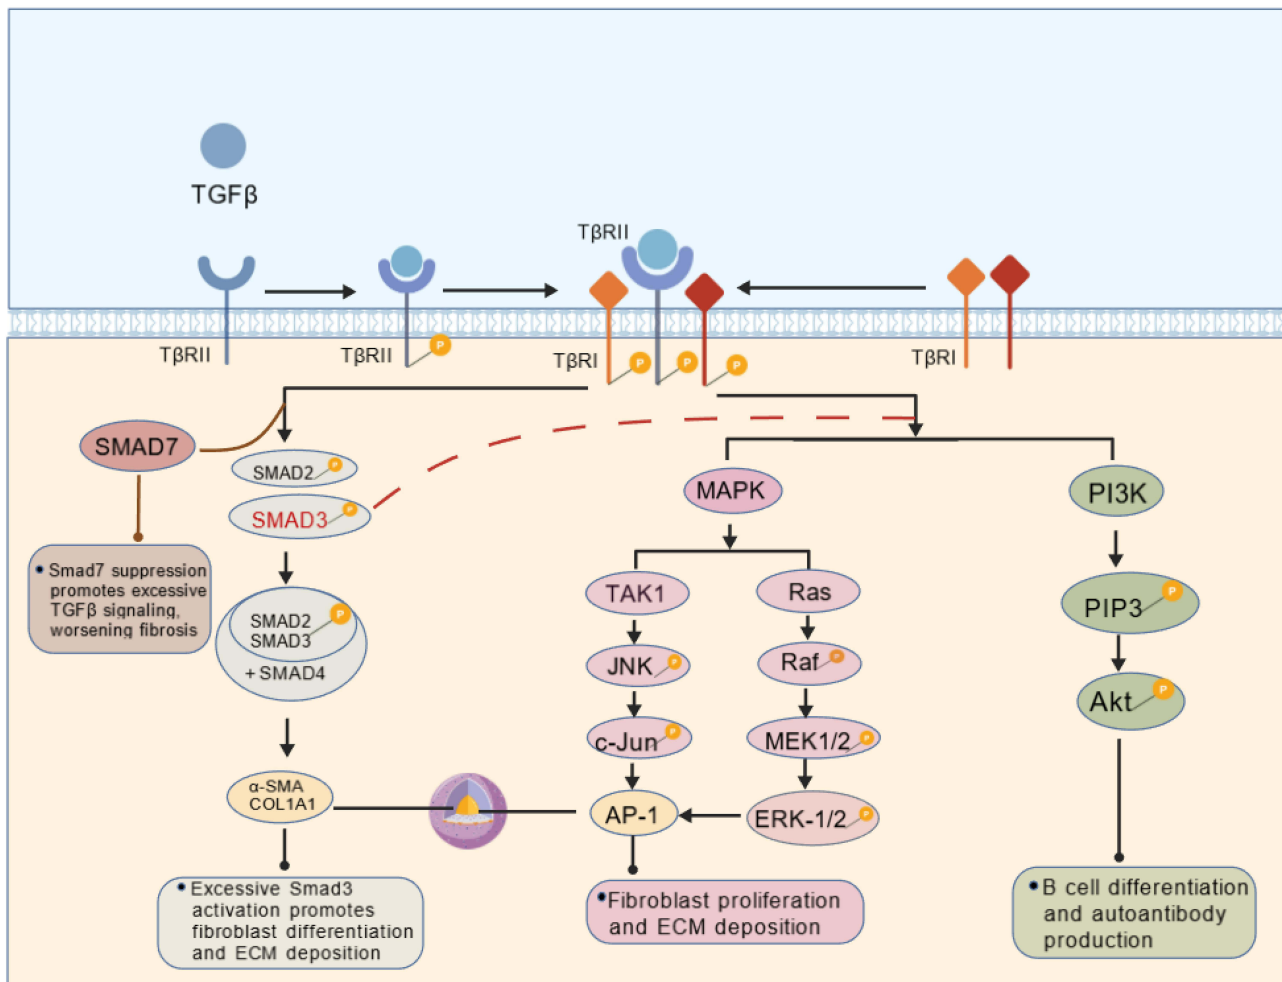 TGFβ
TβRII
TβRII
TβRII
TβRI
TβRI
P
P
P
P
SMAD7
SMAD2
P
SMAD3
P
MAPK
PI3K
• Smad7 suppression
promotes excessive
TGFβ signaling,
worsening fibrosis
SMAD2
SMAD3
P
+ SMAD4
TAK1
Ras
PIP3
P
JNK
P
Raf
P
Akt
P
c-Jun
P
MEK1/2
P
α-SMA
COL1A1
AP-1
ERK-1/2
P
• Excessive Smad3
activation promotes
fibroblast differentiation
and ECM deposition
• Fibroblast proliferation
and ECM deposition
• B cell differentiation
and autoantibody
production